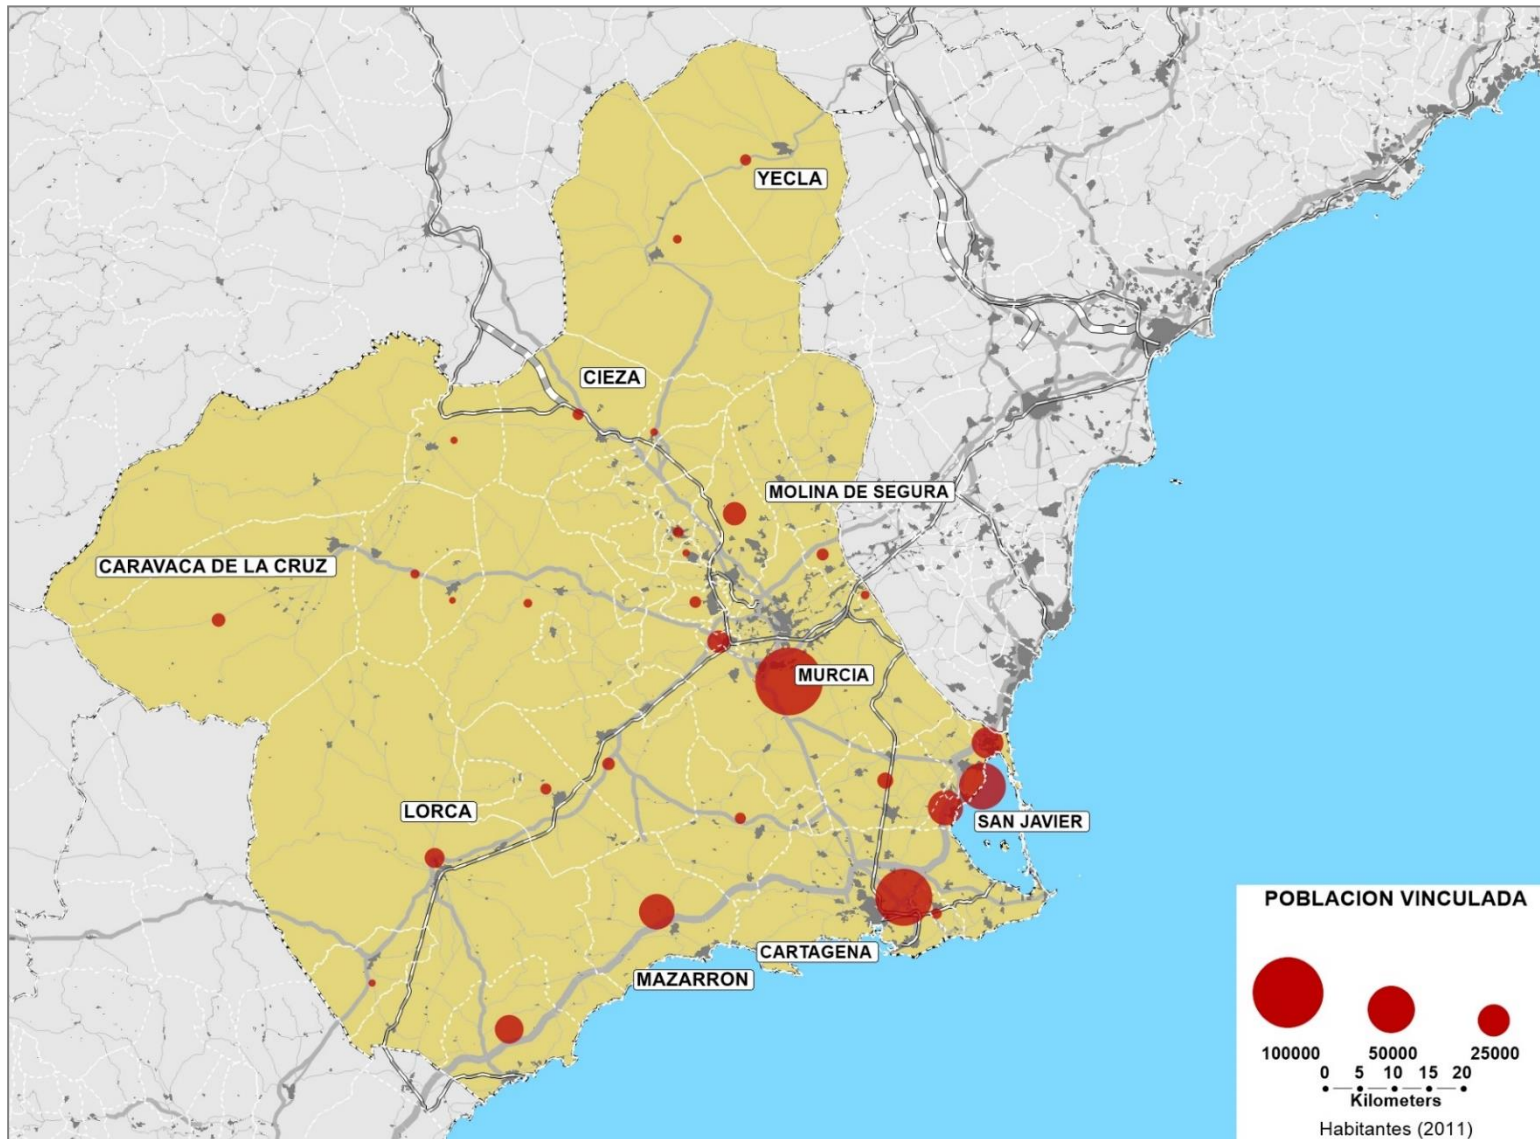 YECLA
CIEZA
MOLINA DE SEGURA
CARAVACA DE LA CRUZ
MURCIA
LORCA
SAN JAVIER
CARTAGENA
MAZARRON
POBLACION VINCULADA
100000 50000 25000
0 5 10 15 20
Kilometers
Habitantes (2011)